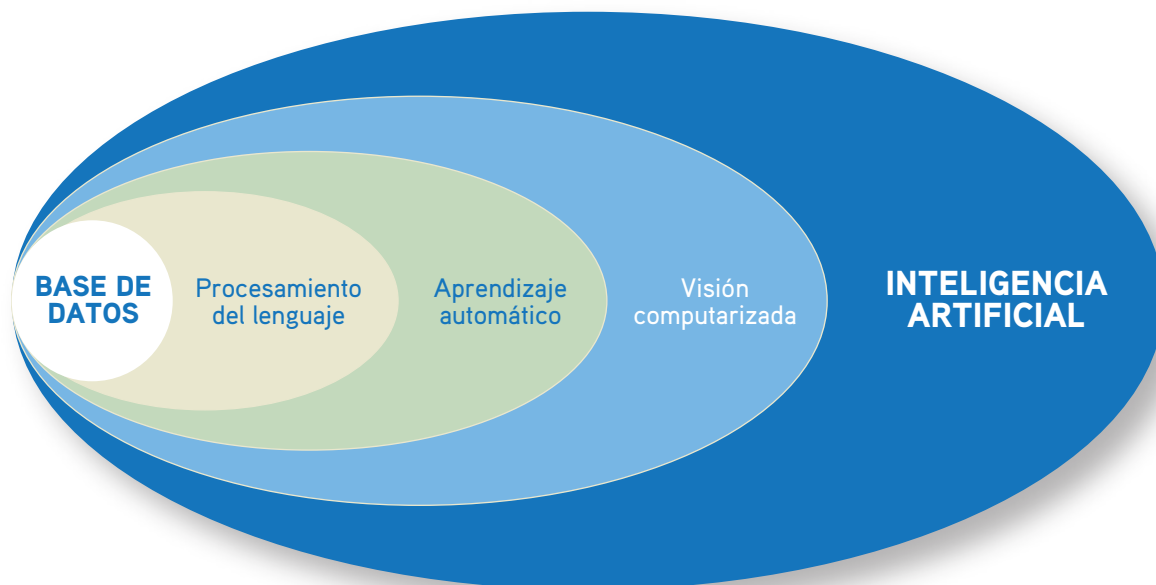 BASE DE
DATOS
Procesamiento
del lenguaje
Aprendizaje
automático
Visión
computarizada
INTELIGENCIA
ARTIFICIAL